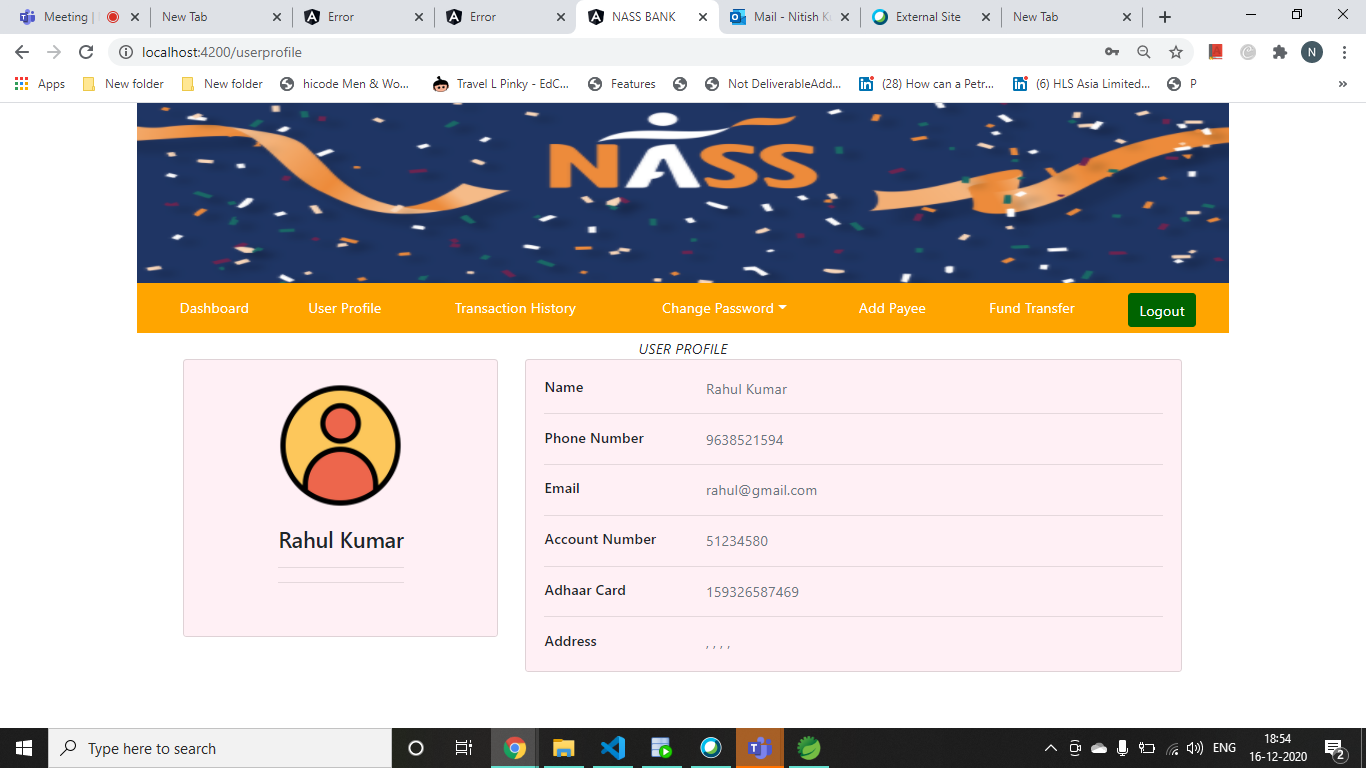 Meeting |
New Tab
Error
Error
NASS BANK
Mail - Nitish K
External Site
New Tab
localhost:4200/userprofile
N
Apps
New folder
New folder
hicode Men & Wo...
Travel L Pinky - EdC...
Features
Not DeliverableAdd...
(28) How can a Petr...
(6) HLS Asia Limited...
P
»
NASS
Dashboard
User Profile
Transaction History
Change Password
Add Payee
Fund Transfer
Logout
USER PROFILE
Rahul Kumar
Name Rahul Kumar
Phone Number 9638521594
Email rahul@gmail.com
Account Number 51234580
Adhaar Card 159326587469
Address , , , ,
Type here to search
ENG
18:54
16-12-2020
2